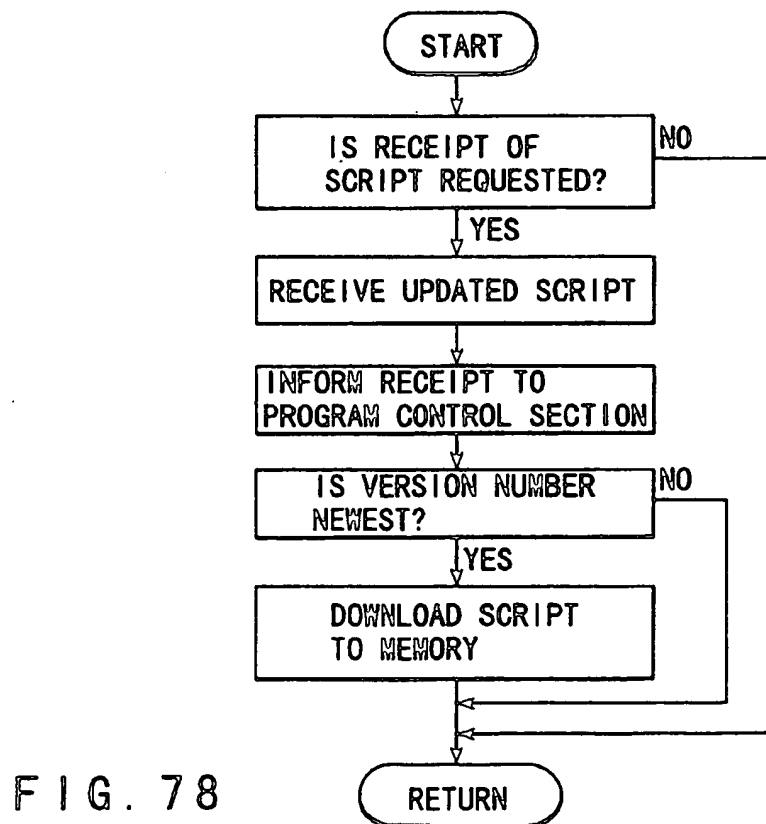 START
IS RECEIPT OF
SCRIPT REQUESTED?
NO
YES
RECEIVE UPDATED SCRIPT
INFORM RECEIPT TO
PROGRAM CONTROL SECTION
IS VERSION NUMBER
NEWEST?
NO
YES
DOWNLOAD SCRIPT
TO MEMORY
RETURN
FIG. 78